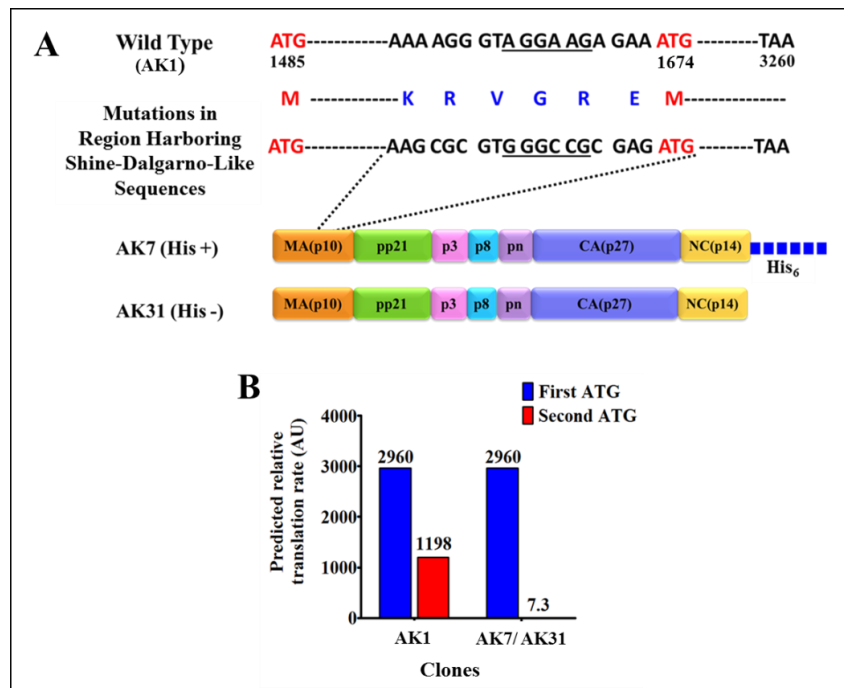 A
Wild Type
(AK1)
ATG-----------AAA AGG GTA GGA AGA GAA ATG---------TAA
1485 1674 3260
M ------------ K R V G R E M-------------
Mutations in
Region Harboring
Shine-Dalgarno-Like
Sequences
ATG------------AAG CGC GTG GGC CGC GAG ATG --------TAA
AK7 (His +)
MA(p10) pp21 p3 p8 pn CA(p27) NC(p14)
His6
AK31 (His -)
MA(p10) pp21 p3 p8 pn CA(p27) NC(p14)
B
First ATG
Second ATG
Predicted relative
translation rate (AU)
4000
3000
2000
1000
0
2960
1198
2960
7.3
AK1 AK7/ AK31
Clones